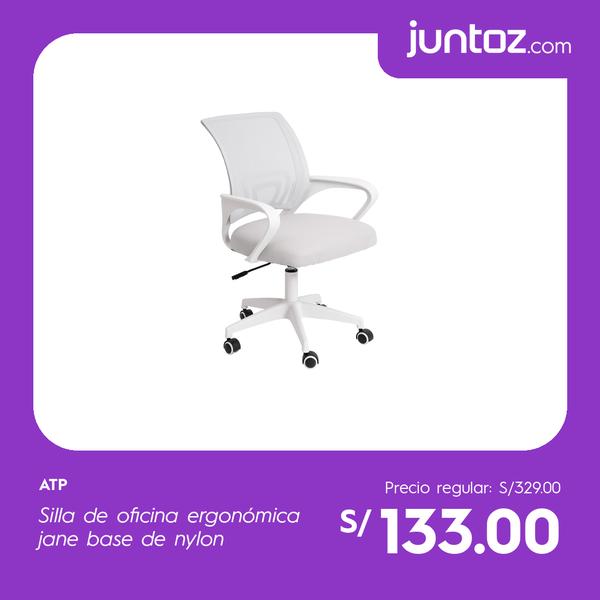 juntoz.com
ATP
Silla de oficina ergonómica
jane base de nylon
Precio regular: S/329.00
S/133.00